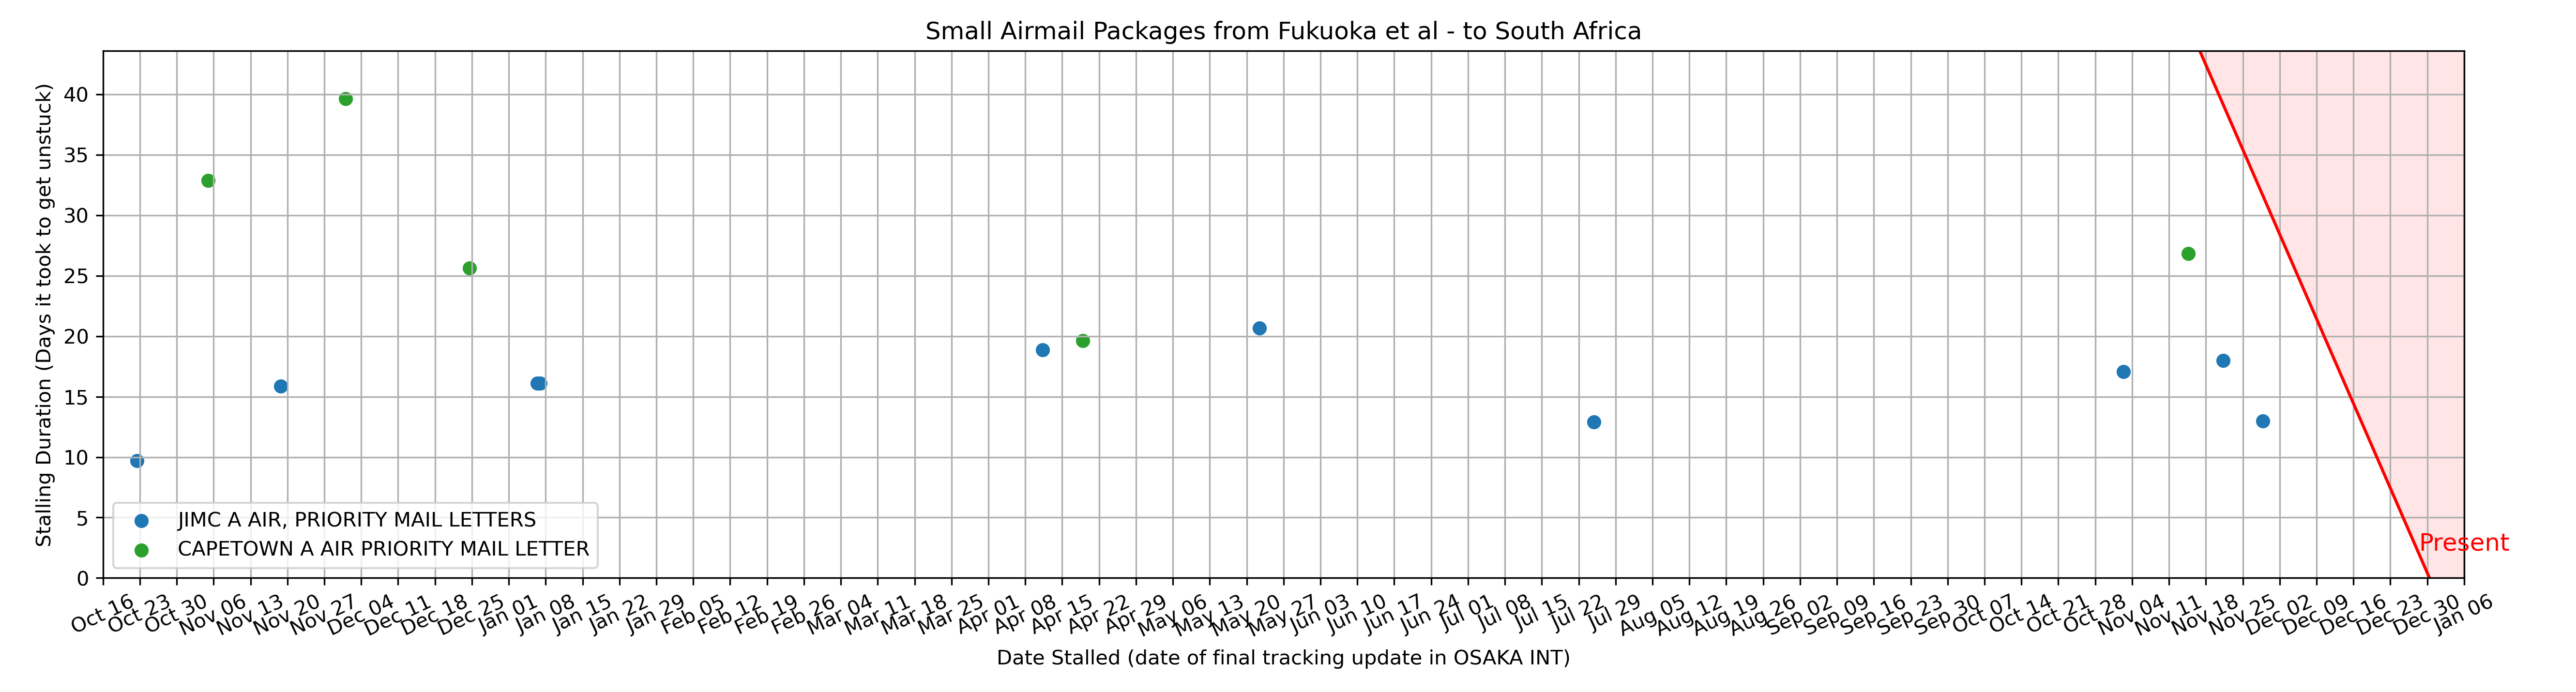 Small Airmail Packages from Fukuoka et al - to South Africa
Stalling Duration (Days it took to get unstuck)
40
35
30
25
20
15
10
5
0
JIMC A AIR, PRIORITY MAIL LETTERS
CAPETOWN A AIR PRIORITY MAIL LETTER
Present
Oct 16
Oct 23
Oct 30
Nov 06
Nov 13
Nov 20
Nov 27
Dec 04
Dec 11
Dec 18
Dec 25
Jan 01
Jan 08
Jan 15
Jan 22
Jan 29
Feb 05
Feb 12
Feb 19
Feb 26
Mar 04
Mar 11
Mar 18
Mar 25
Apr 01
Apr 08
Apr 15
Apr 22
Apr 29
May 06
May 13
May 20
May 27
Jun 03
Jun 10
Jun 17
Jun 24
Jul 01
Jul 08
Jul 15
Jul 22
Jul 29
Aug 05
Aug 12
Aug 19
Aug 26
Sep 02
Sep 09
Sep 16
Sep 23
Sep 30
Oct 07
Oct 14
Oct 21
Oct 28
Nov 04
Nov 11
Nov 18
Nov 25
Dec 02
Dec 09
Dec 16
Dec 23
Dec 30
Jan 06
Date Stalled (date of final tracking update in OSAKA INT)